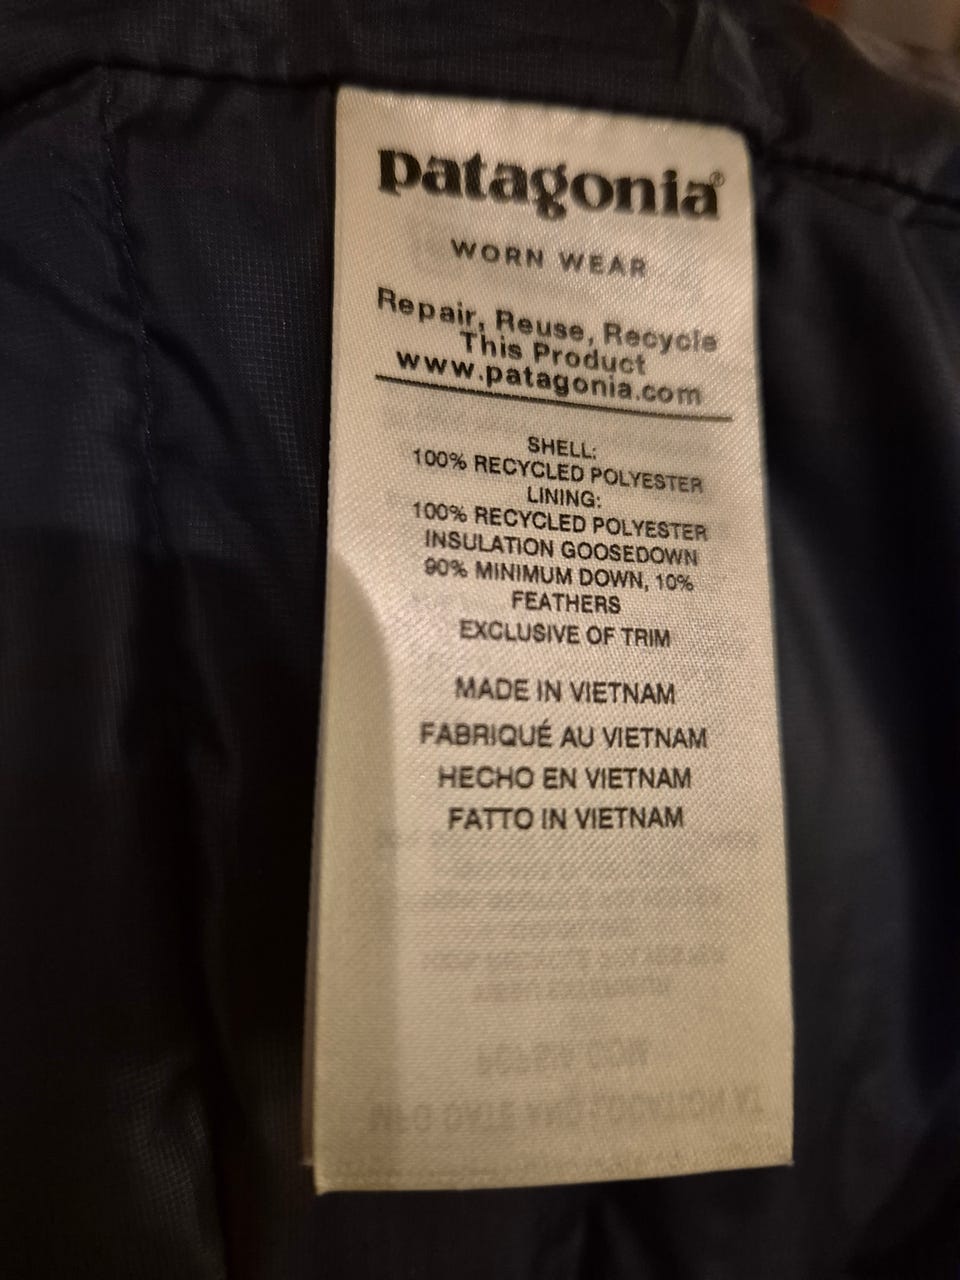 patagonia®
WORN WEAR
Repair, Reuse, Recycle
This Product
www.patagonia.com
SHELL:
100% RECYCLED POLYESTER
LINING:
100% RECYCLED POLYESTER
INSULATION GOOSEDOWN
90% MINIMUM DOWN, 10%
FEATHERS
EXCLUSIVE OF TRIM
MADE IN VIETNAM
FABRIQUÉ AU VIETNAM
HECHO EN VIETNAM
FATTO IN VIETNAM